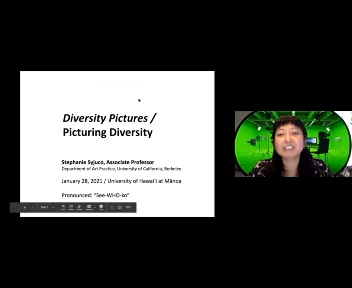 Diversity Pictures /
Picturing Diversity
Stephanie Syjuco, Associate Professor
Department of Art Practice, University of California, Berkeley
January 28, 2021 / University of Hawai'i at Mānoa
Pronounced: "See-WHO-ko"